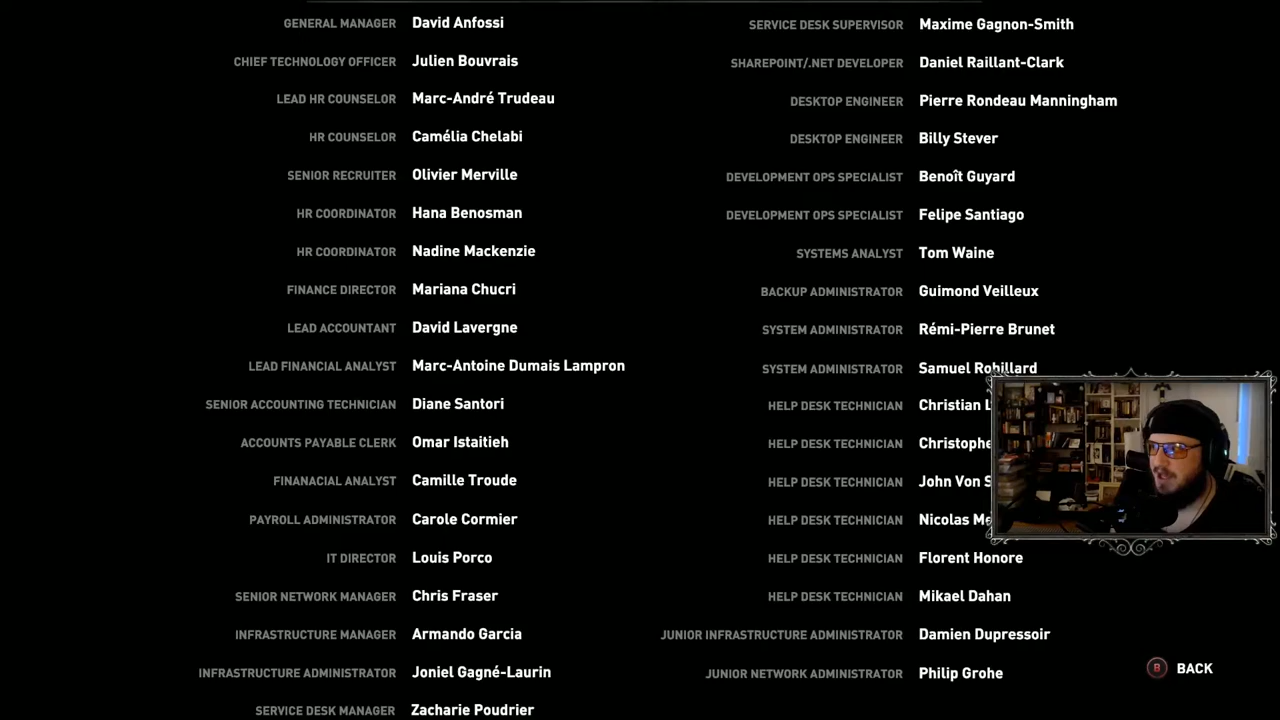 GENERAL MANAGER David Anfossi
CHIEF TECHNOLOGY OFFICER Julien Bouvrais
LEAD HR COUNSELOR Marc-André Trudeau
HR COUNSELOR Camélia Chelabi
SENIOR RECRUITER Olivier Merville
HR COORDINATOR Hana Benosman
HR COORDINATOR Nadine Mackenzie
FINANCE DIRECTOR Mariana Chucri
LEAD ACCOUNTANT David Lavergne
LEAD FINANCIAL ANALYST Marc-Antoine Dumais Lampron
SENIOR ACCOUNTING TECHNICIAN Diane Santori
ACCOUNTS PAYABLE CLERK Omar Istaitieh
FINANACIAL ANALYST Camille Troude
PAYROLL ADMINISTRATOR Carole Cormier
IT DIRECTOR Louis Porco
SENIOR NETWORK MANAGER Chris Fraser
INFRASTRUCTURE MANAGER Armando Garcia
INFRASTRUCTURE ADMINISTRATOR Joniel Gagné-Laurin
SERVICE DESK MANAGER Zacharie Poudrier
SERVICE DESK SUPERVISOR Maxime Gagnon-Smith
SHAREPOINT/.NET DEVELOPER Daniel Raillant-Clark
DESKTOP ENGINEER Pierre Rondeau Manningham
DESKTOP ENGINEER Billy Stever
DEVELOPMENT OPS SPECIALIST Benoît Guyard
DEVELOPMENT OPS SPECIALIST Felipe Santiago
SYSTEMS ANALYST Tom Waine
BACKUP ADMINISTRATOR Guimond Veilleux
SYSTEM ADMINISTRATOR Rémi-Pierre Brunet
SYSTEM ADMINISTRATOR Samuel Robillard
HELP DESK TECHNICIAN Christian
HELP DESK TECHNICIAN
HELP DESK TECHNICIAN John Von
HELP DESK TECHNICIAN Nicolas
HELP DESK TECHNICIAN Florent Honore
HELP DESK TECHNICIAN Mikael Dahan
JUNIOR INFRASTRUCTURE ADMINISTRATOR Damien Dupressoir
JUNIOR NETWORK ADMINISTRATOR Philip Grohe
B BACK